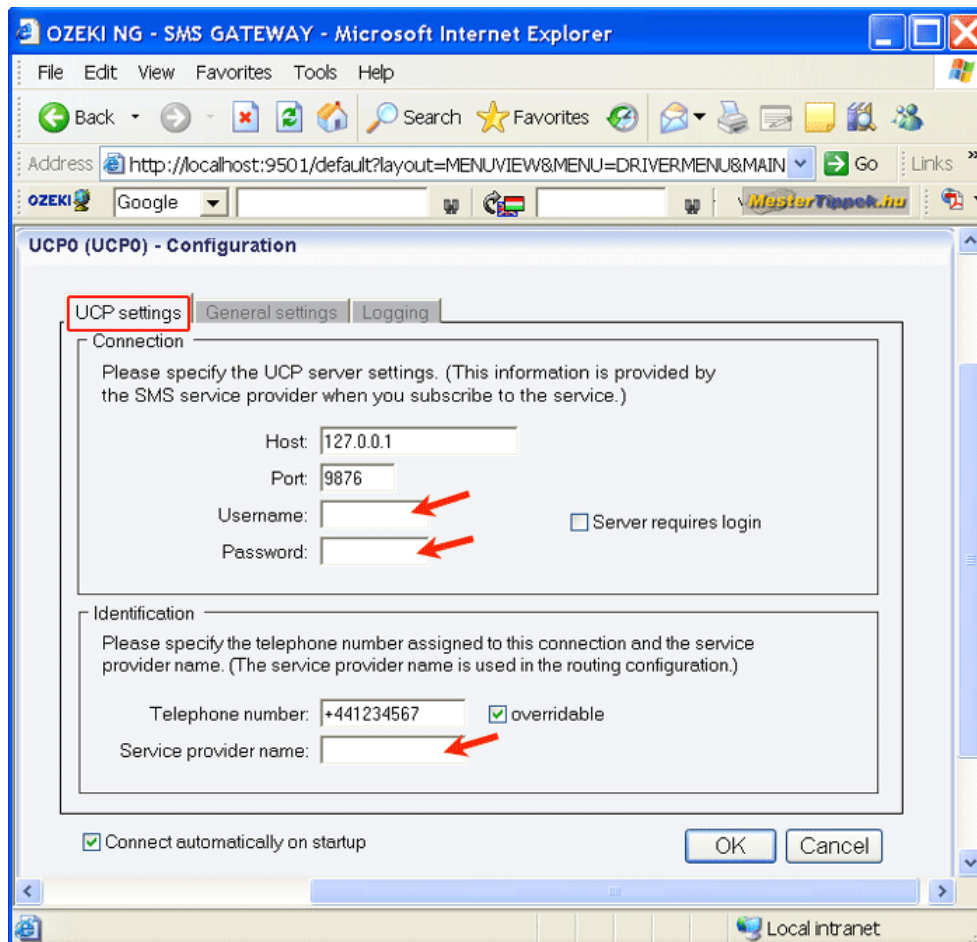 OZEKI NG - SMS GATEWAY - Microsoft Internet Explorer
File Edit View Favorites Tools Help
Back Search Favorites
Address http://localhost:9501/default?layout=MENUVIEW&MENU=DRIVERMENU&MAIN Go Links »
OZEKI Google MesterTippek.hu
UCP0 (UCP0) - Configuration
UCP settings General settings Logging
Connection
Please specify the UCP server settings. (This information is provided by
the SMS service provider when you subscribe to the service.)
Host: 127.0.0.1
Port: 9876
Username:
Server requires login
Password:
Identification
Please specify the telephone number assigned to this connection and the service
provider name. (The service provider name is used in the routing configuration.)
Telephone number: +441234567 overridable
Service provider name:
Connect automatically on startup OK Cancel
Local intranet